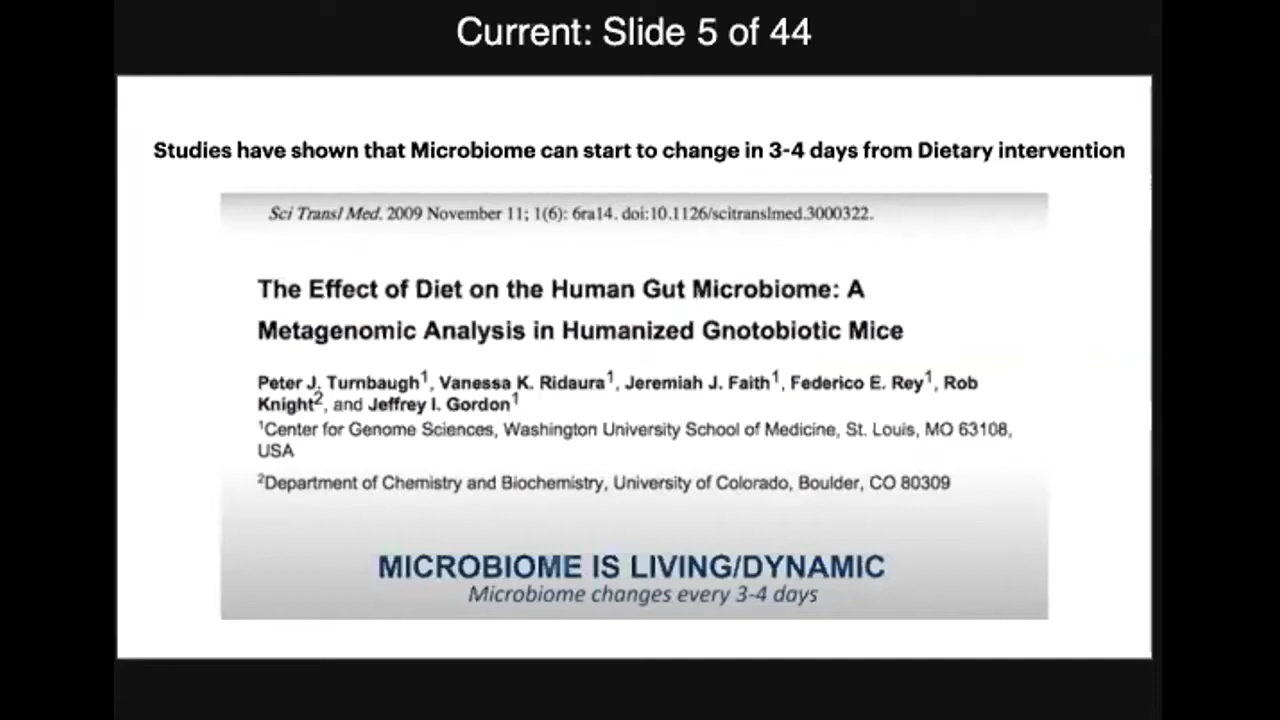 Current: Slide 5 of 44
Studies have shown that Microbiome can start to change in 3-4 days from Dietary intervention
Sci Transl Med. 2009 November 11; 1(6): 6ra14. doi:10.1126/scitranslmed.3000322.
The Effect of Diet on the Human Gut Microbiome: A
Metagenomic Analysis in Humanized Gnotobiotic Mice
Peter J. Turnbaugh1, Vanessa K. Ridaura1, Jeremiah J. Faith1, Federico E. Rey1, Rob
Knight2, and Jeffrey I. Gordon1
1Center for Genome Sciences, Washington University School of Medicine, St. Louis, MO 63108,
USA
2Department of Chemistry and Biochemistry, University of Colorado, Boulder, CO 80309
MICROBIOME IS LIVING/DYNAMIC
Microbiome changes every 3-4 days